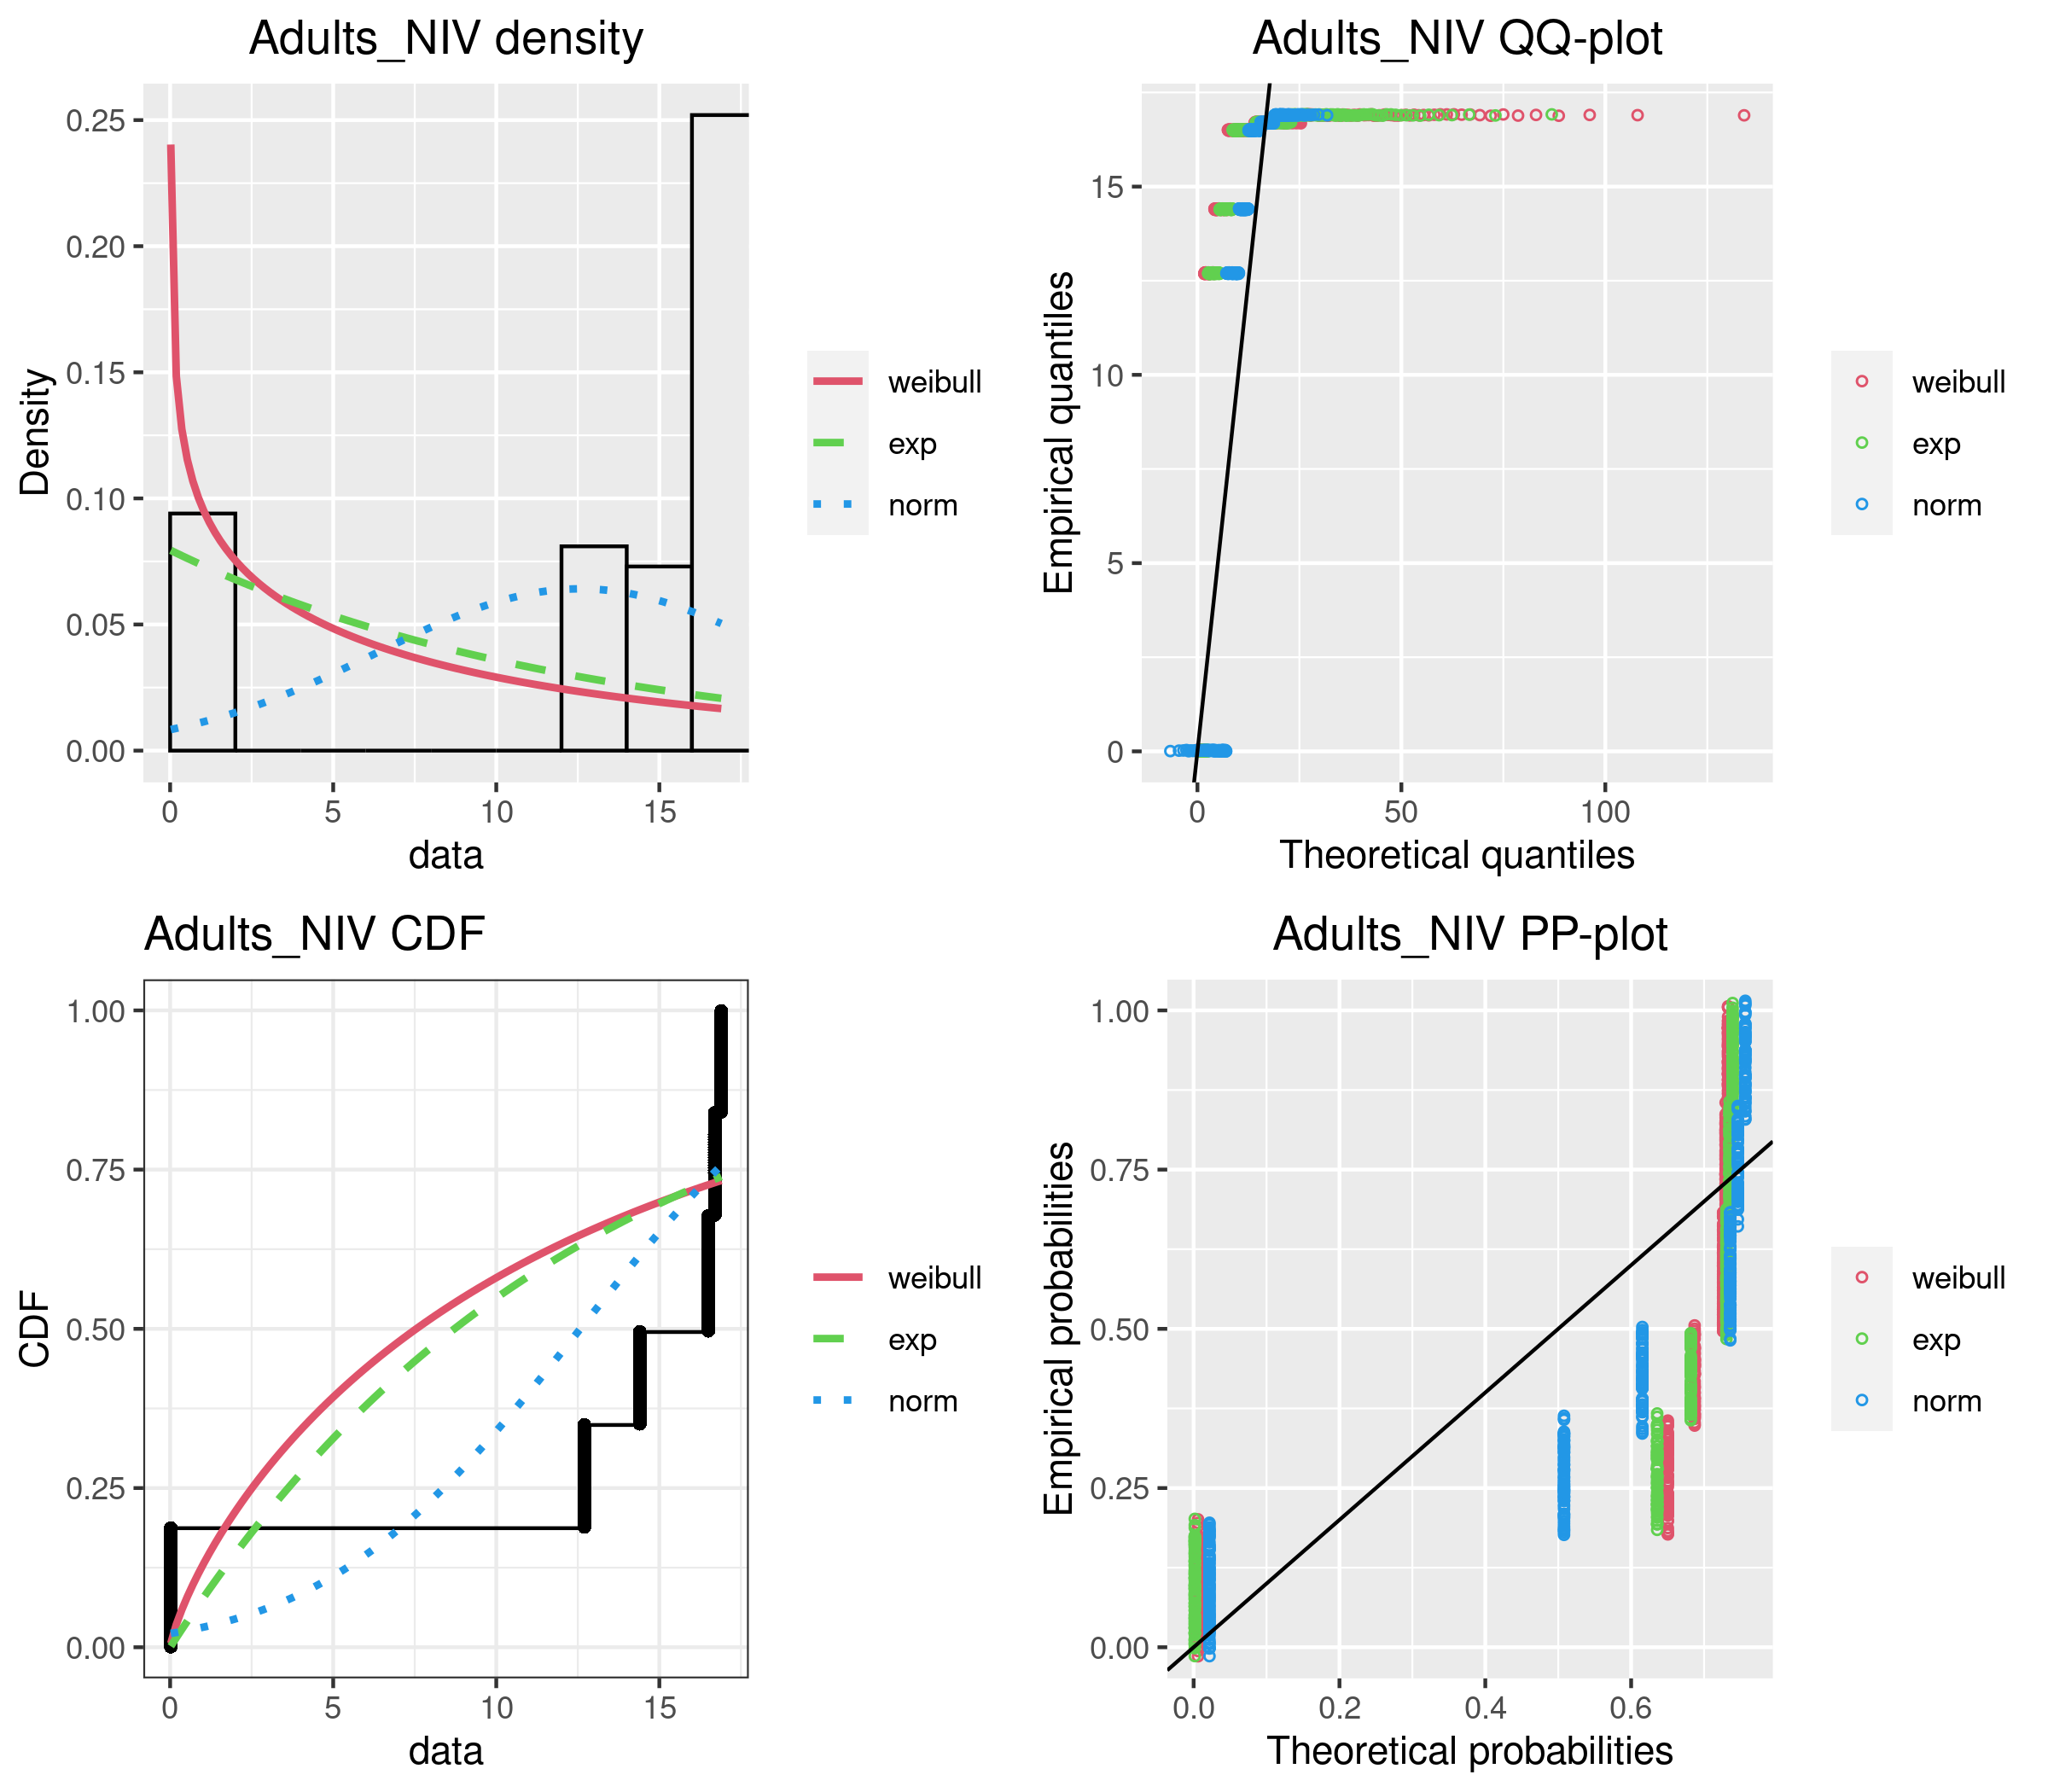 Adults_NIV density
Density
0.25
0.20
0.15
0.10
0.05
0.00
0 5 10 15
data
weibull
exp
norm
Adults_NIV QQ-plot
Empirical quantiles
15
10
5
0
0 50 100
Theoretical quantiles
weibull
exp
norm
Adults_NIV CDF
CDF
1.00
0.75
0.50
0.25
0.00
0 5 10 15
data
weibull
exp
norm
Adults_NIV PP-plot
Empirical probabilities
1.00
0.75
0.50
0.25
0.00
0.0 0.2 0.4 0.6
Theoretical probabilities
weibull
exp
norm